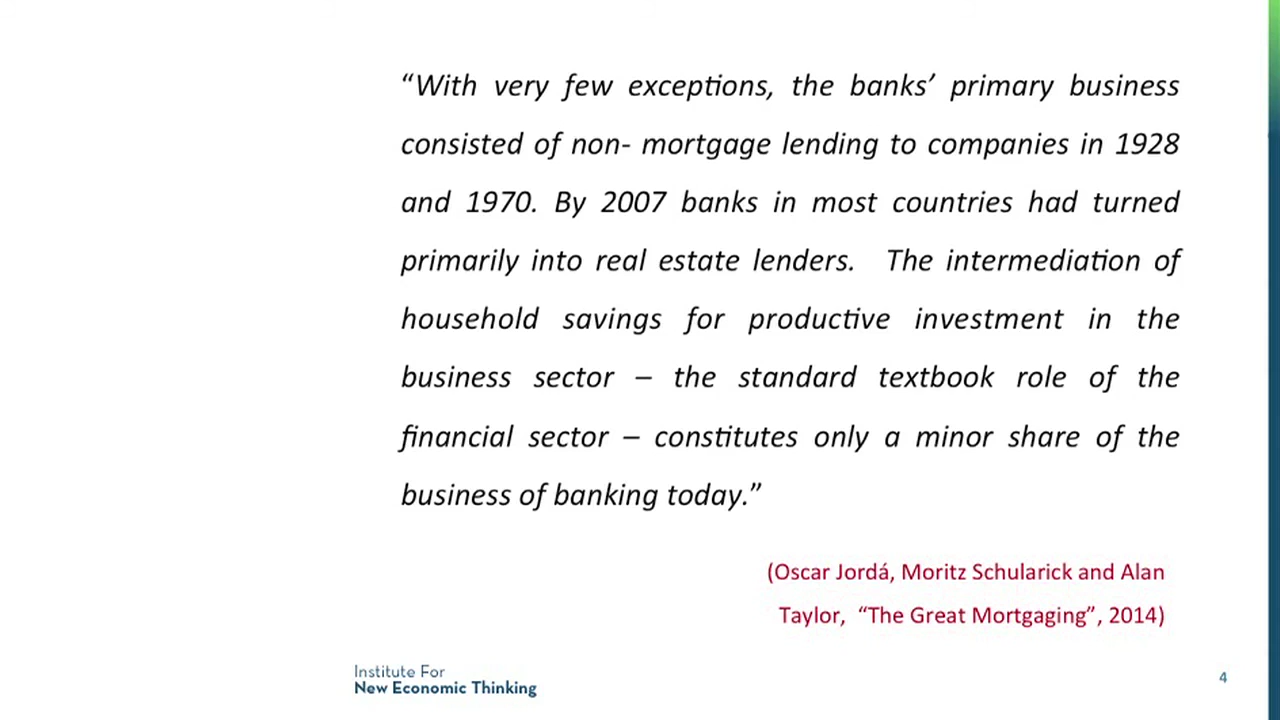 “With very few exceptions, the banks’ primary business
consisted of non- mortgage lending to companies in 1928
and 1970. By 2007 banks in most countries had turned
primarily into real estate lenders. The intermediation of
household savings for productive investment in the
business sector – the standard textbook role of the
financial sector – constitutes only a minor share of the
business of banking today.”
(Oscar Jordá, Moritz Schularick and Alan
Taylor, “The Great Mortgaging”, 2014)
Institute For
New Economic Thinking
4